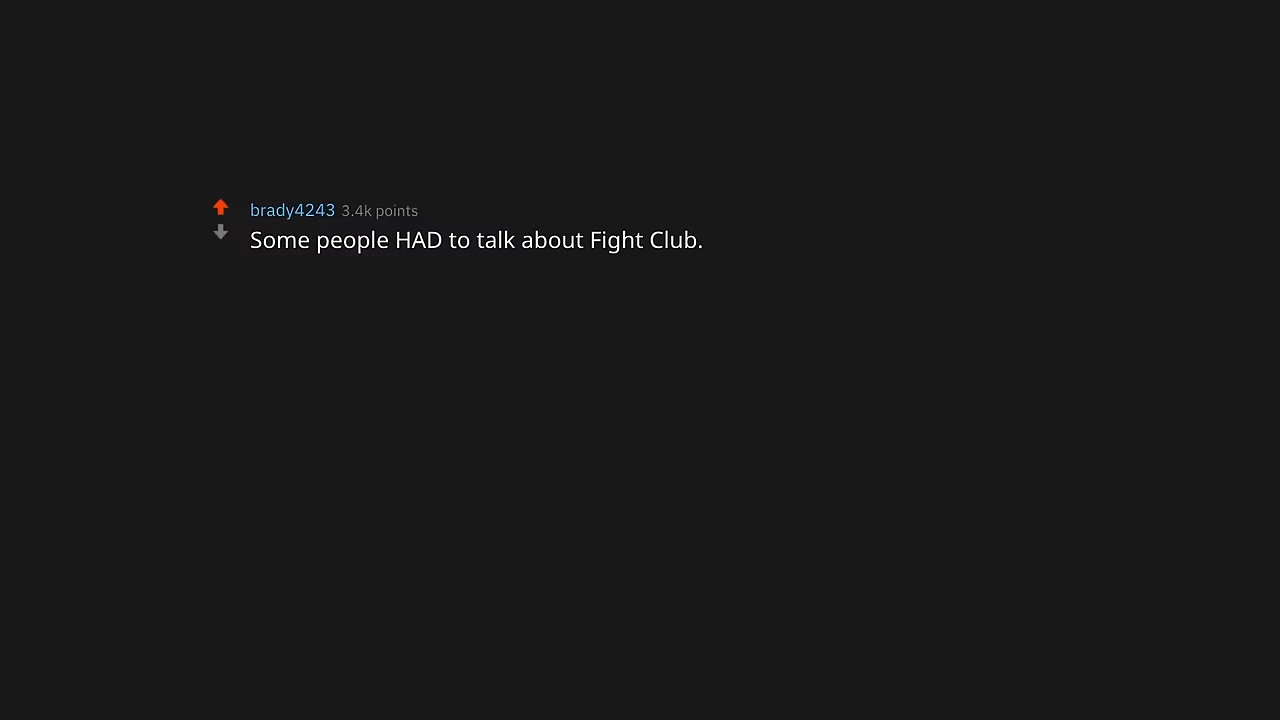 brady4243 3.4k points
Some people HAD to talk about Fight Club.